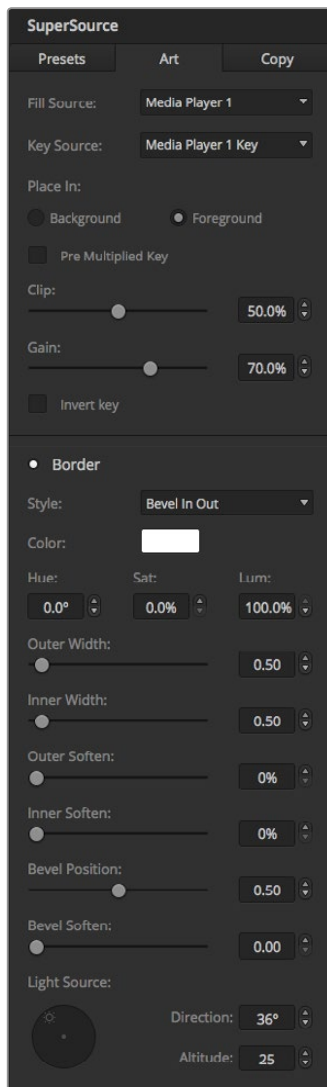 SuperSource
Presets Art Copy
Fill Source: Media Player 1
Key Source: Media Player 1 Key
Place In:
Background Foreground
Pre Multiplied Key
Clip:
50.0%
Gain:
70.0%
Invert key
Border
Style: Bevel In Out
Color:
Hue: Sat: Lum:
0.0° 0.0% 100.0%
Outer Width:
0.50
Inner Width:
0.50
Outer Soften:
0%
Inner Soften:
0%
Bevel Position:
0.50
Bevel Soften:
0.00
Light Source:
Direction: 36°
Altitude: 25